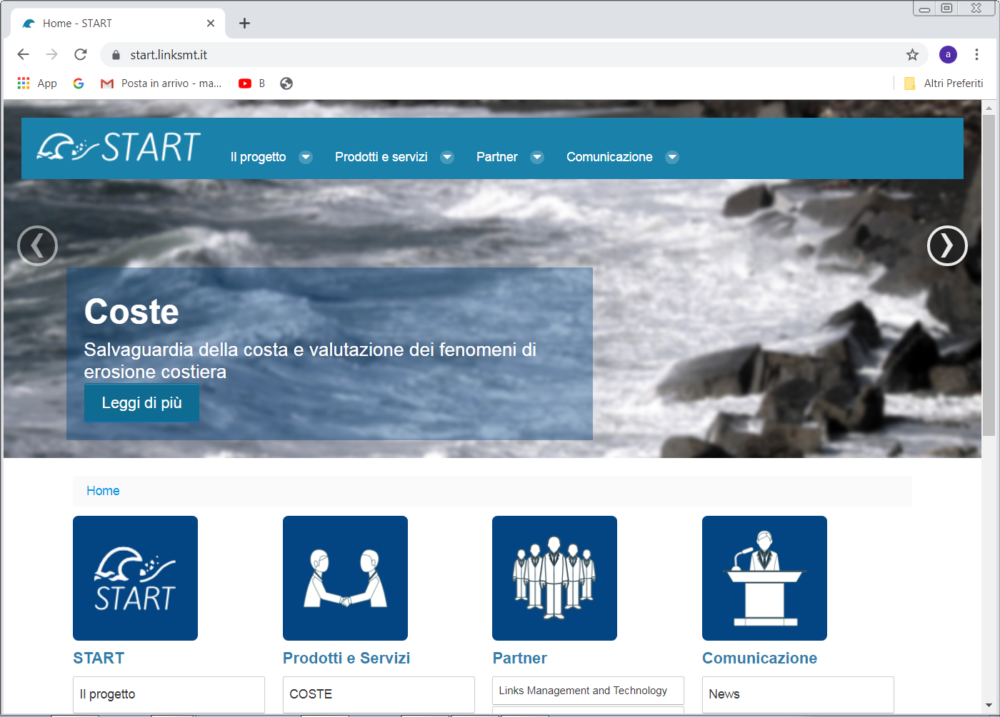 Home - START
start.linksmt.it
a
App
Posta in arrivo - ma...
B
Altri Preferiti
START
Il progetto
Prodotti e servizi
Partner
Comunicazione
Coste
Salvaguardia della costa e valutazione dei fenomeni di
erosione costiera
Leggi di più
Home
START
START
Prodotti e Servizi
Partner
Comunicazione
Il progetto
COSTE
Links Management and Technology
News